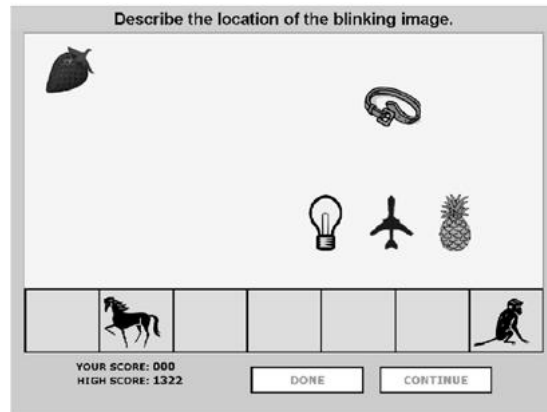 Describe the location of the blinking image.
YOUR SCORE: 000
HIGH SCORE: 1322
DONE
CONTINUE